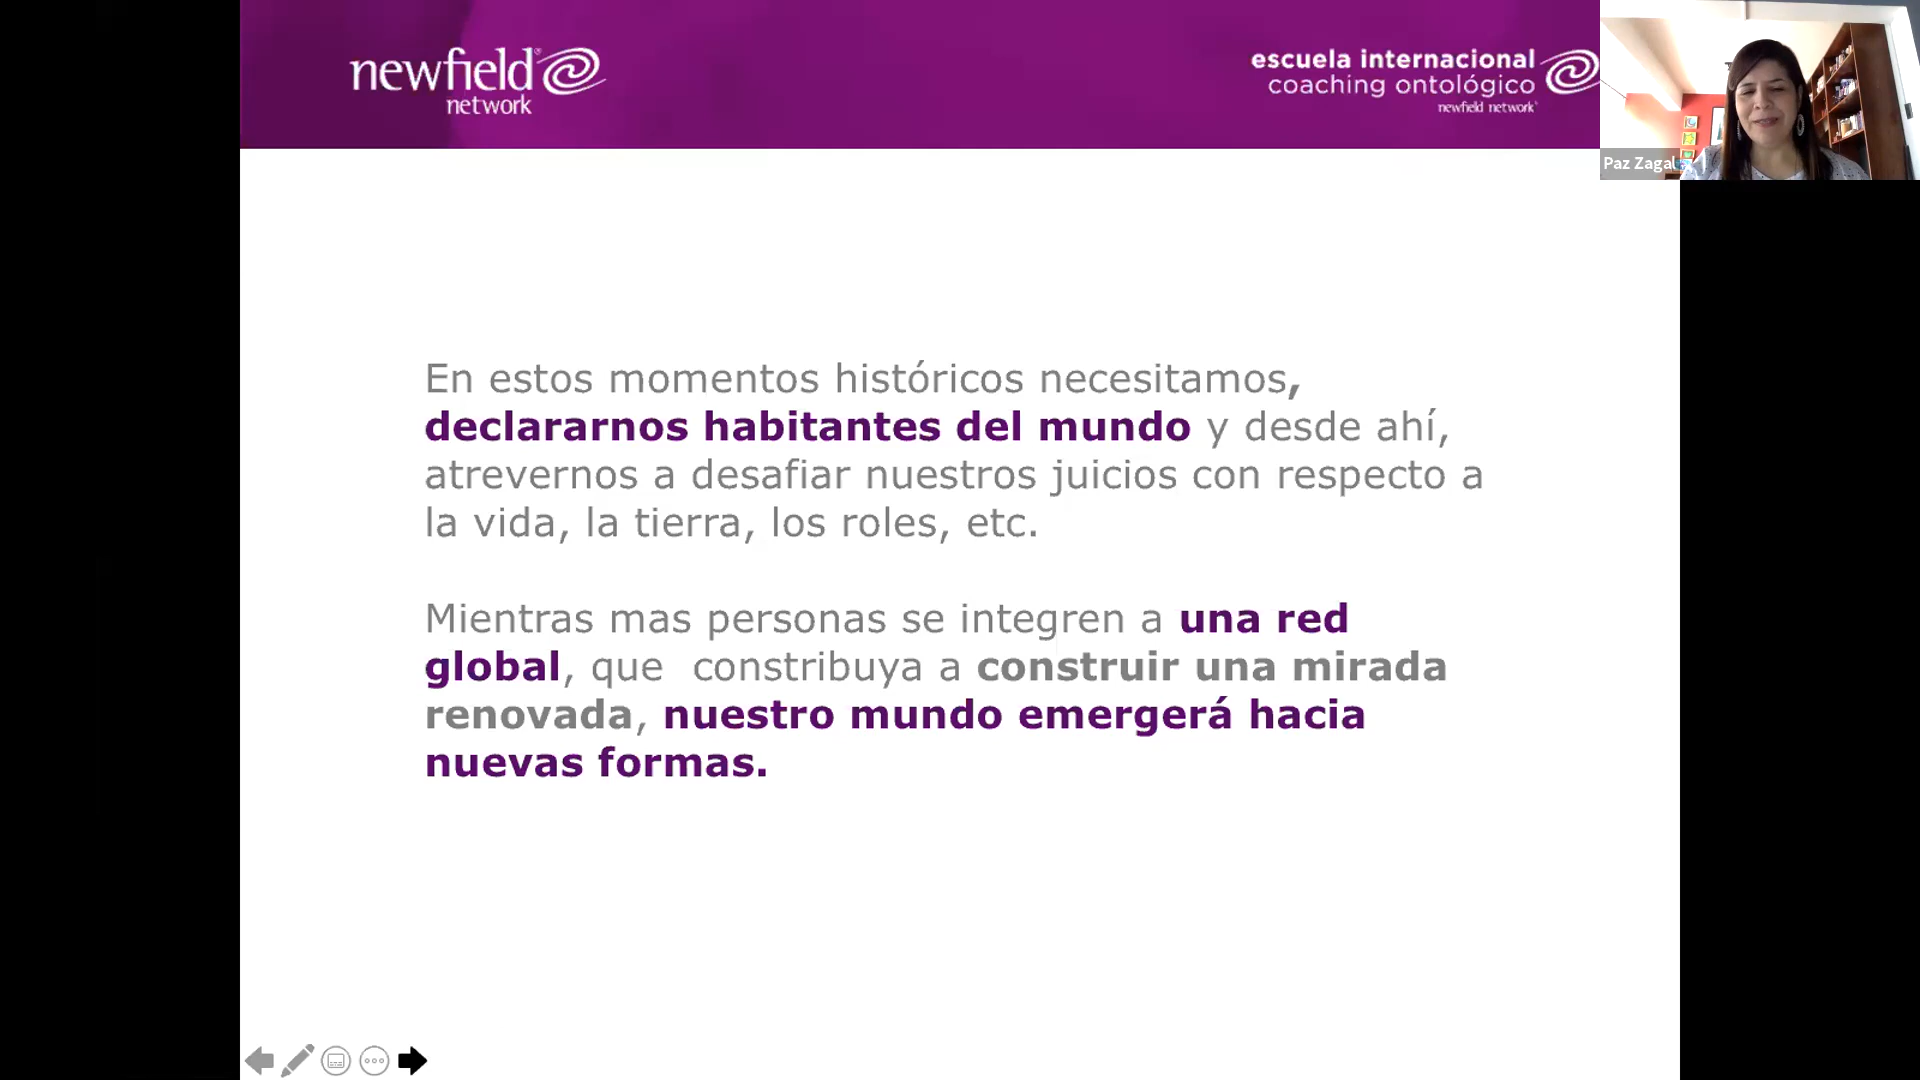 newfield®
network
escuela internacional
coaching ontológico
newfield network®
Paz Zagal
En estos momentos históricos necesitamos,
declararnos habitantes del mundo y desde ahí,
atrevernos a desafiar nuestros juicios con respecto a
la vida, la tierra, los roles, etc.
Mientras mas personas se integren a una red
global, que  constribuya a construir una mirada
renovada, nuestro mundo emergerá hacia
nuevas formas.